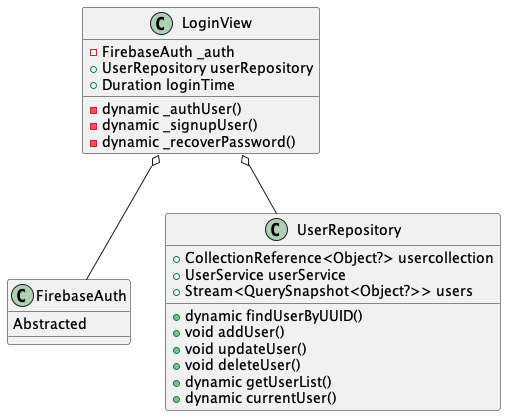 C LoginView
FirebaseAuth _auth
UserRepository userRepository
Duration loginTime
dynamic _authUser()
dynamic _signupUser()
dynamic _recoverPassword()
C UserRepository
CollectionReference<Object?> usercollection
UserService userService
Stream<QuerySnapshot<Object?>> users
dynamic findUserByUUID()
void addUser()
void updateUser()
void deleteUser()
dynamic getUserList()
dynamic currentUser()
C FirebaseAuth
Abstracted